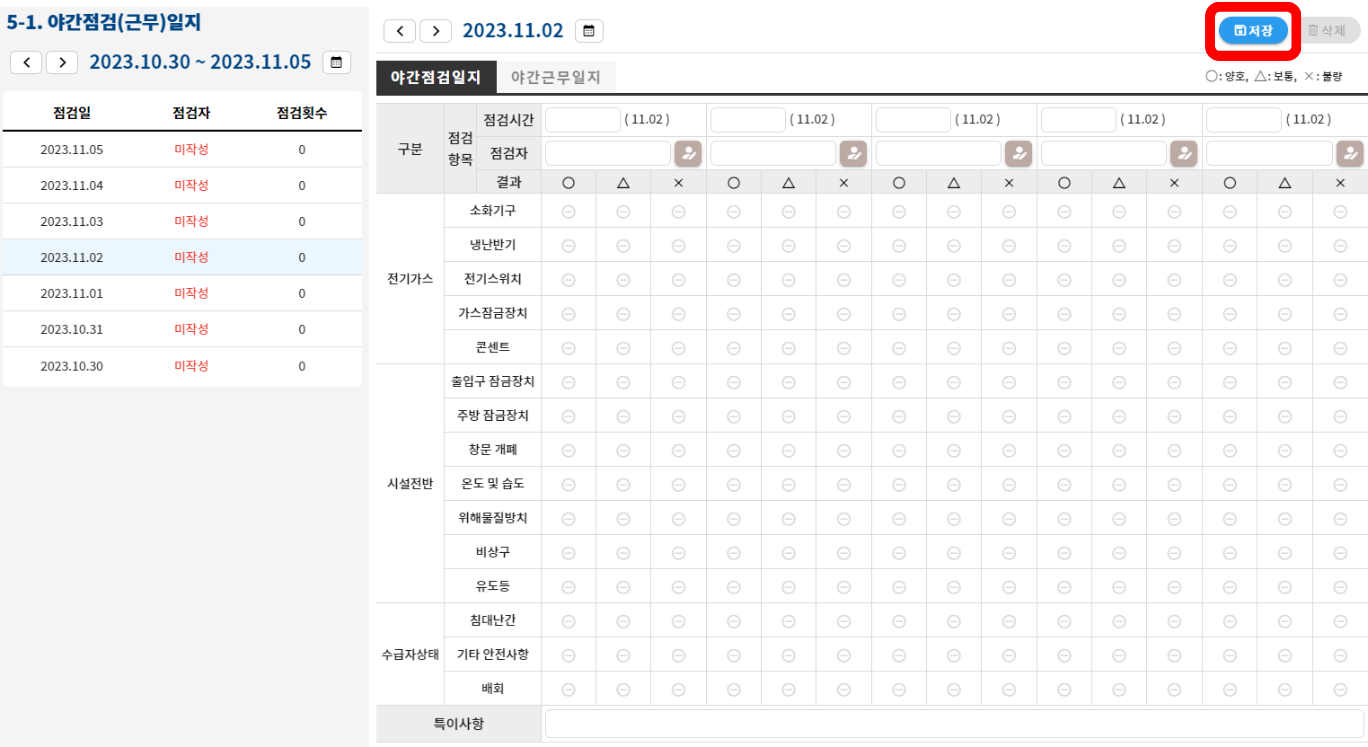 5-1. 야간점검(근무)일지
2023.10.30 ~ 2023.11.05
점검일 점검자 점검횟수
2023.11.05 미작성 0
2023.11.04 미작성 0
2023.11.03 미작성 0
2023.11.02 미작성 0
2023.11.01 미작성 0
2023.10.31 미작성 0
2023.10.30 미작성 0
2023.11.02
저장 삭제
야간점검일지 야간근무일지
○: 양호, △: 보통, ×: 불량
구분 점검항목 점검시간 ( 11.02 ) ( 11.02 ) ( 11.02 ) ( 11.02 ) ( 11.02 )
점검자
결과 ○ △ × ○ △ × ○ △ × ○ △ × ○ △ ×
전기가스
소화기구
냉난반기
전기스위치
가스잠금장치
콘센트
시설전반
출입구 잠금장치
주방 잠금장치
창문 개폐
온도 및 습도
위해물질방치
비상구
유도등
수급자상태
침대난간
기타 안전사항
배회
특이사항